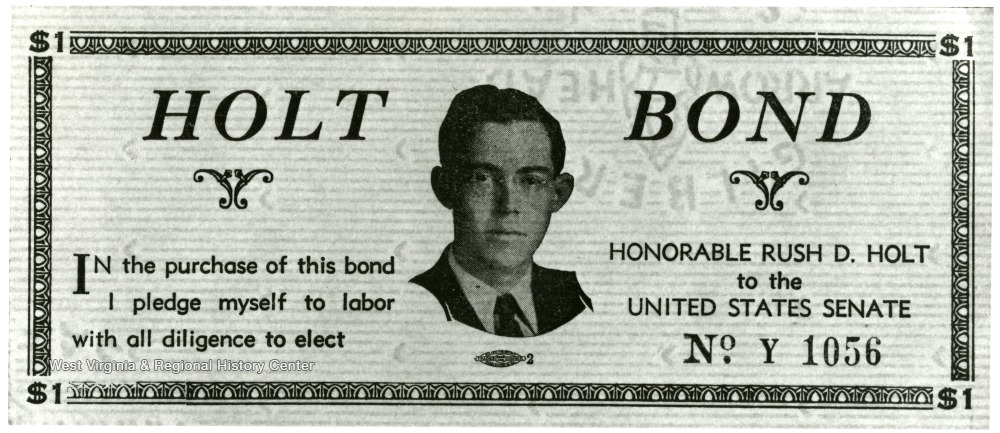 $1 $1
HOLT BOND
IN the purchase of this bond
I pledge myself to labor
with all diligence to elect
HONORABLE RUSH D. HOLT
to the
UNITED STATES SENATE
Nº Y 1056
2
West Virginia & Regional History Center
$1 $1